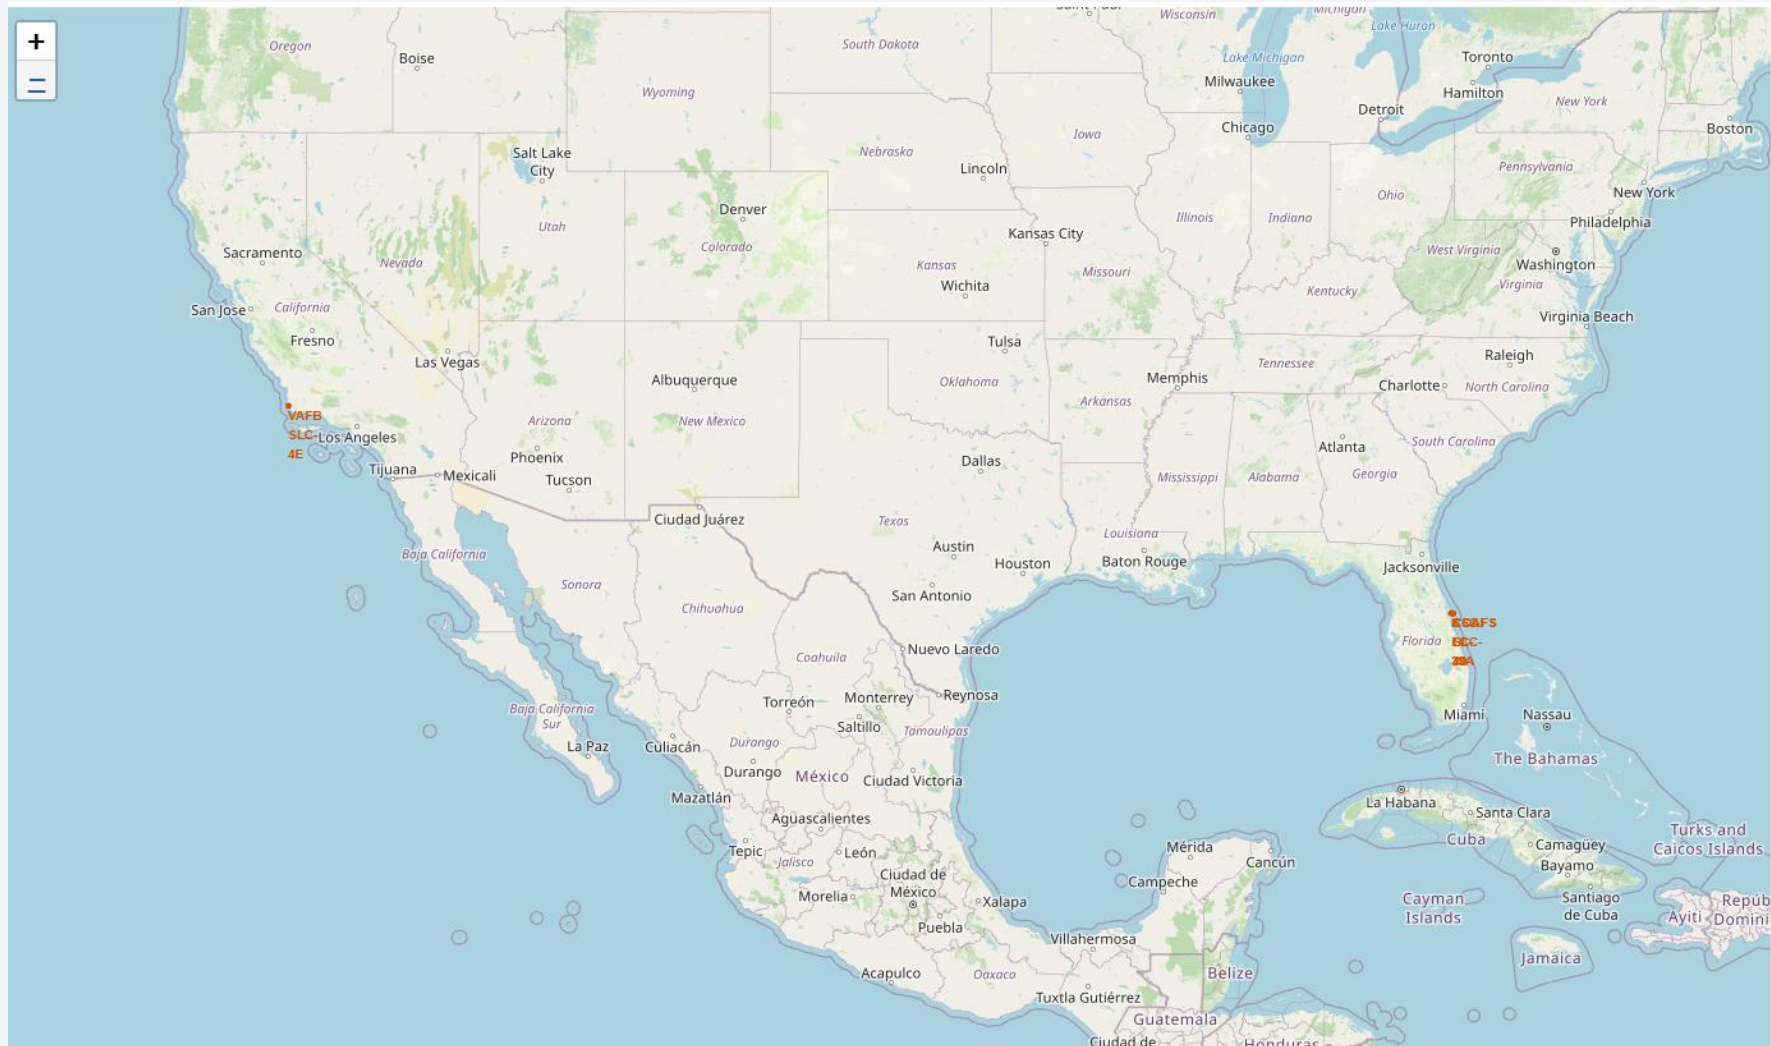 +
−
Saint Paul
Wisconsin
Michigan
Lake Huron
Oregon
Boise
South Dakota
Lake Michigan
Toronto
Wyoming
Milwaukee
Hamilton
Detroit
New York
Iowa
Chicago
Boston
Salt Lake
City
Nebraska
Lincoln
Pennsylvania
New York
Denver
Ohio
Utah
Illinois
Indiana
Philadelphia
Kansas City
Colorado
Sacramento
Nevada
Kansas
Missouri
West Virginia
Washington
Wichita
Kentucky
Virginia
San Jose
California
Virginia Beach
Fresno
Tulsa
Las Vegas
Tennessee
Raleigh
Albuquerque
Oklahoma
Memphis
Charlotte
North Carolina
Arkansas
VAFB
SLC-
4E
Los Angeles
Arizona
New Mexico
Atlanta
South Carolina
Phoenix
Dallas
Tijuana
Mexicali
Tucson
Mississippi
Alabama
Georgia
Ciudad Juárez
Texas
Louisiana
Austin
Houston
Baton Rouge
Jacksonville
Baja California
Sonora
San Antonio
Chihuahua
Florida
Coahuila
Nuevo Laredo
Torreón
Monterrey
Reynosa
Baja California
Sur
Saltillo
Tamaulipas
Miami
Nassau
La Paz
Culiacán
Durango
The Bahamas
Durango
México
Ciudad Victoria
Mazatlán
La Habana
Santa Clara
Aguascalientes
Turks and
Caicos Islands
Cuba
Camagüey
Tepic
Jalisco
León
Mérida
Cancún
Bayamo
Ciudad de
México
Campeche
Morelia
Xalapa
Cayman
Islands
Santiago
de Cuba
Ayiti
Repúb
Domini
Puebla
Villahermosa
Acapulco
Oaxaca
Belize
Jamaica
Tuxtla Gutiérrez
Guatemala
Ciudad de
Honduras